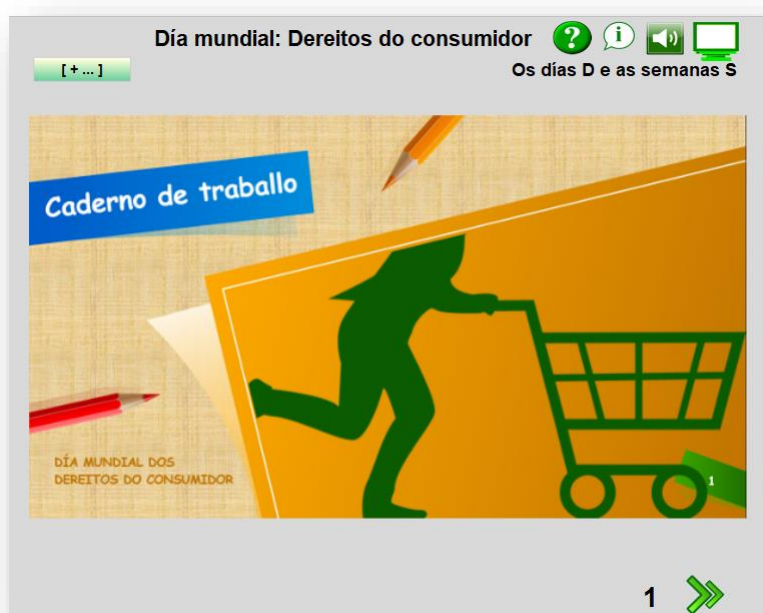 Día mundial: Dereitos do consumidor
[ + ... ]
Os días D e as semanas S
Caderno de traballo
DÍA MUNDIAL DOS
DEREITOS DO CONSUMIDOR
1
1